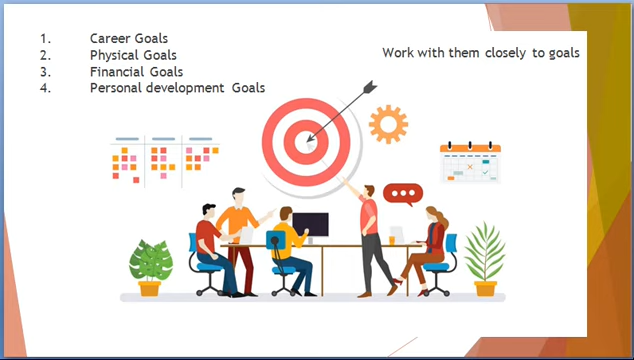 1. Career Goals
2. Physical Goals
3. Financial Goals
4. Personal development Goals
Work with them closely to goals